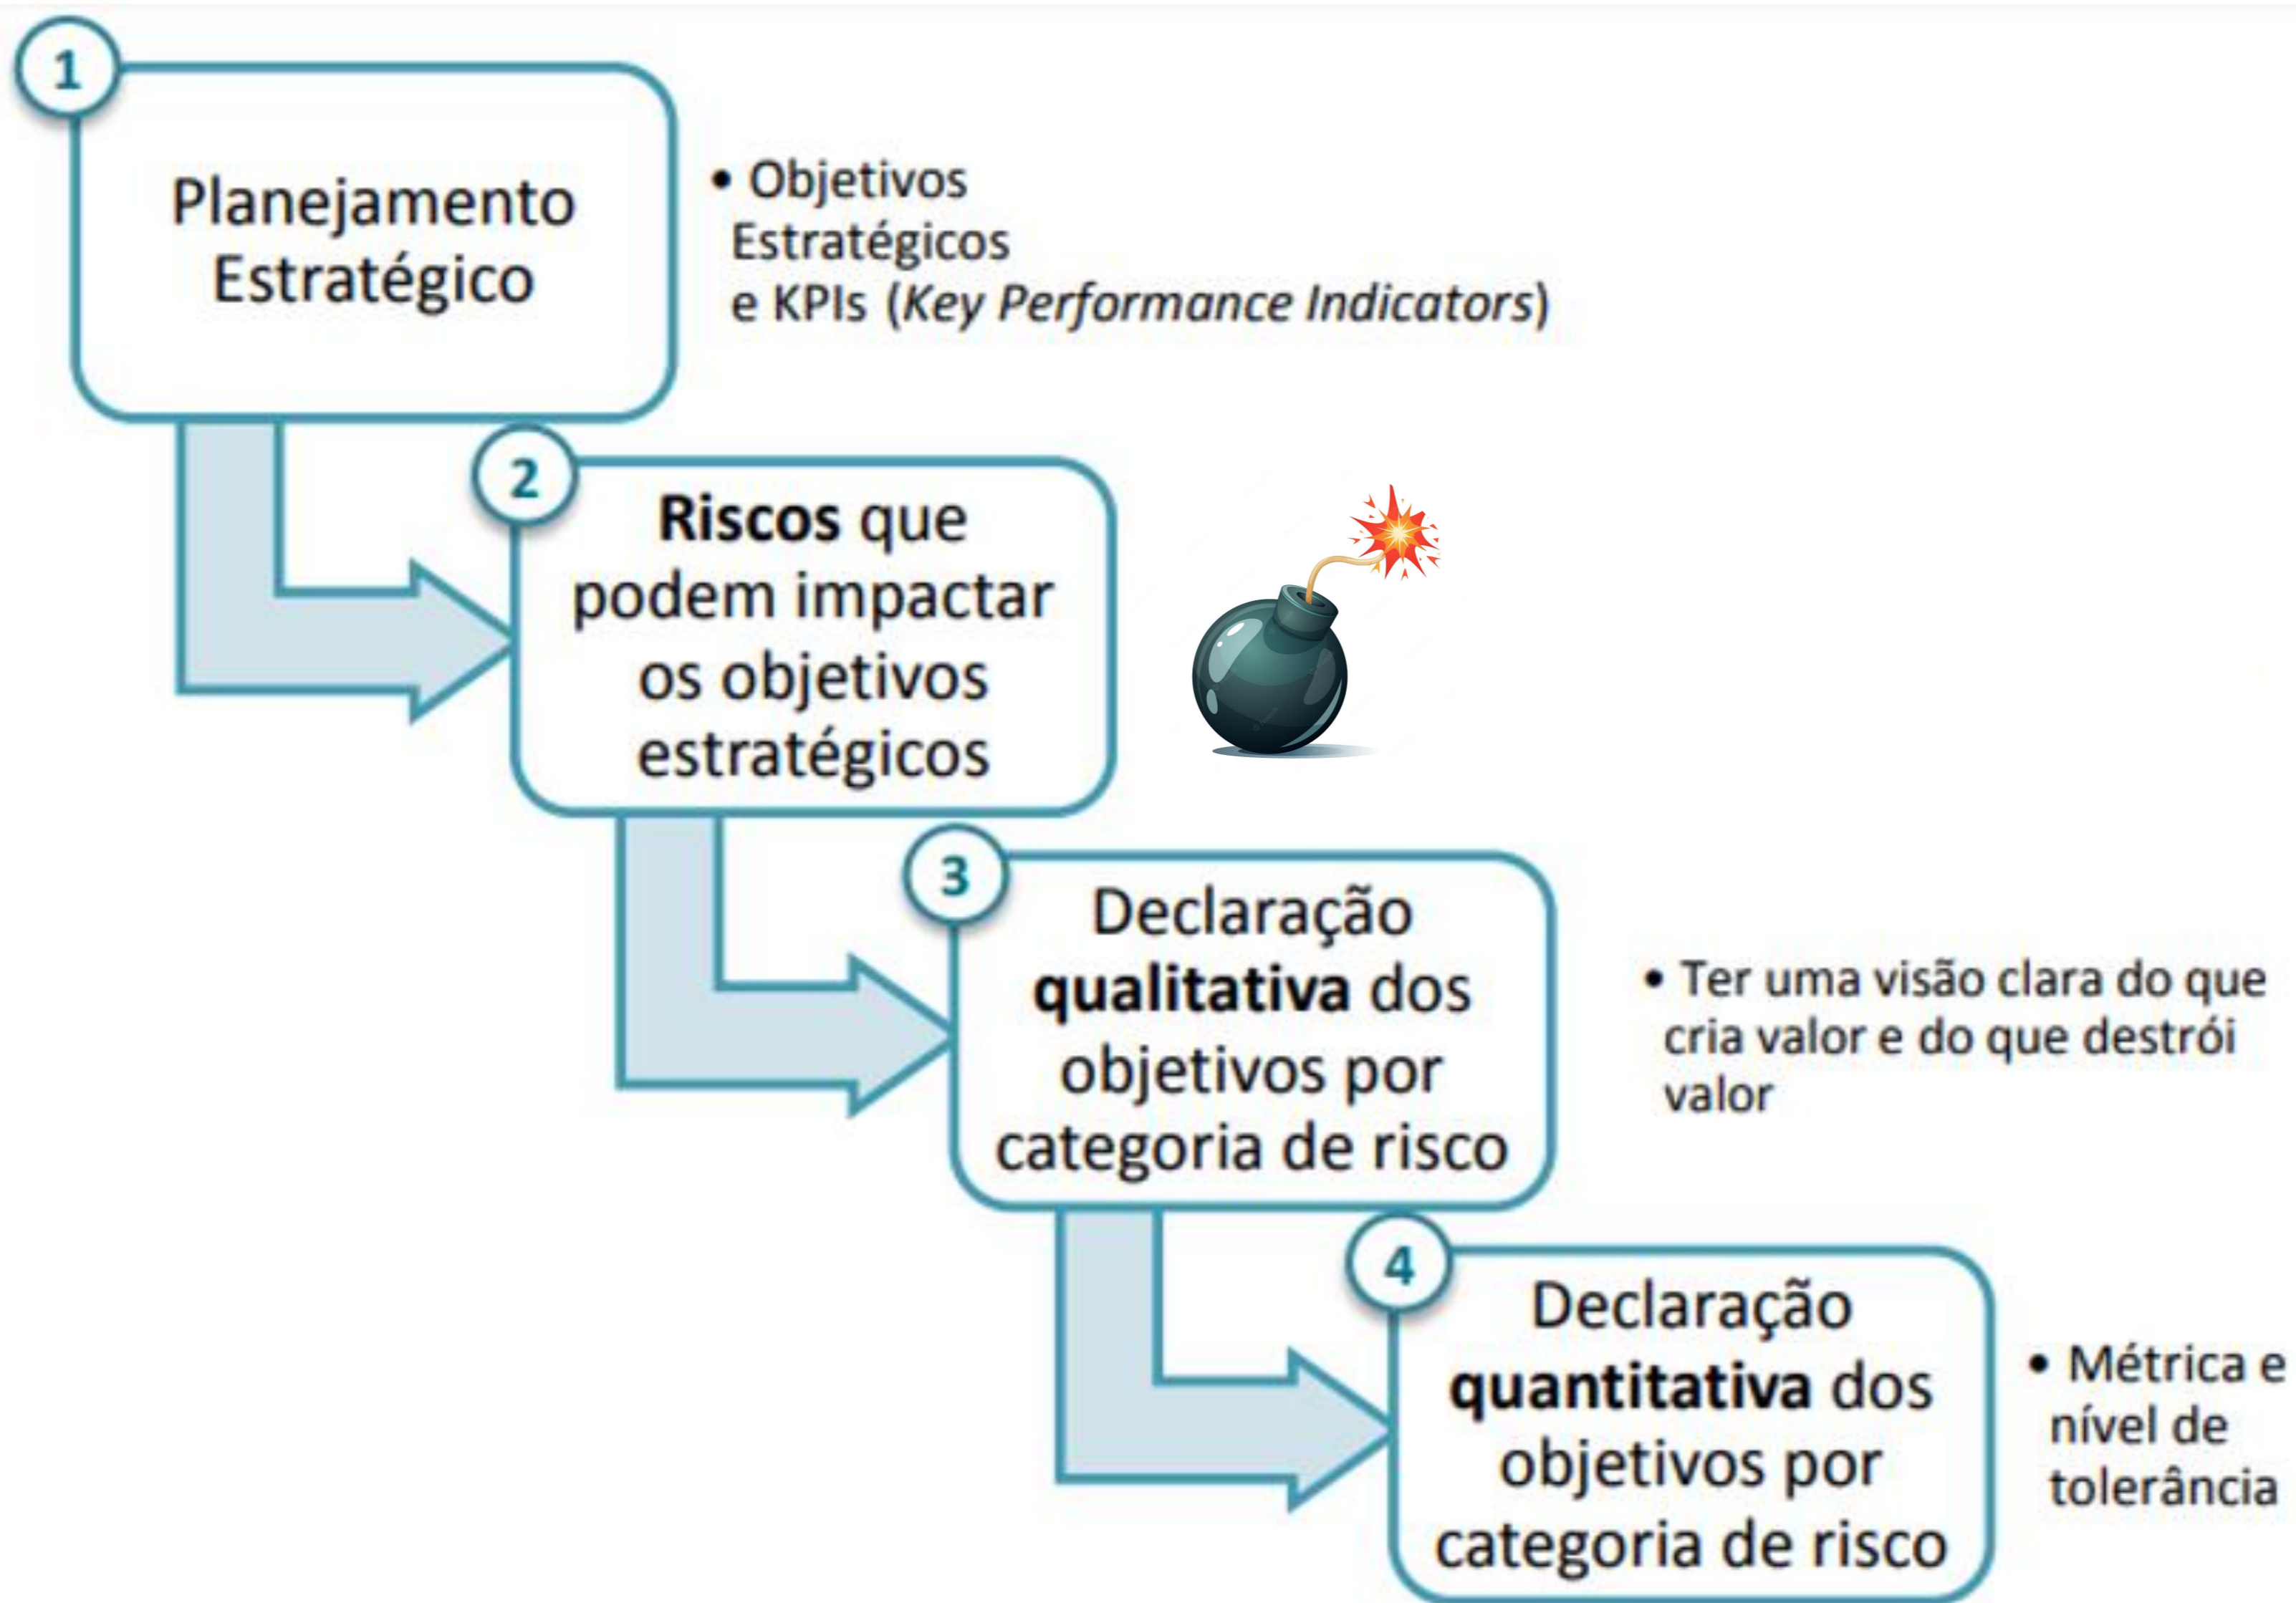 1
Planejamento
Estratégico
• Objetivos
Estratégicos
e KPIs (Key Performance Indicators)
2
Riscos que
podem impactar
os objetivos
estratégicos
3
Declaração
qualitativa dos
objetivos por
categoria de risco
• Ter uma visão clara do que
cria valor e do que destrói
valor
4
Declaração
quantitativa dos
objetivos por
categoria de risco
• Métrica e
nível de
tolerância